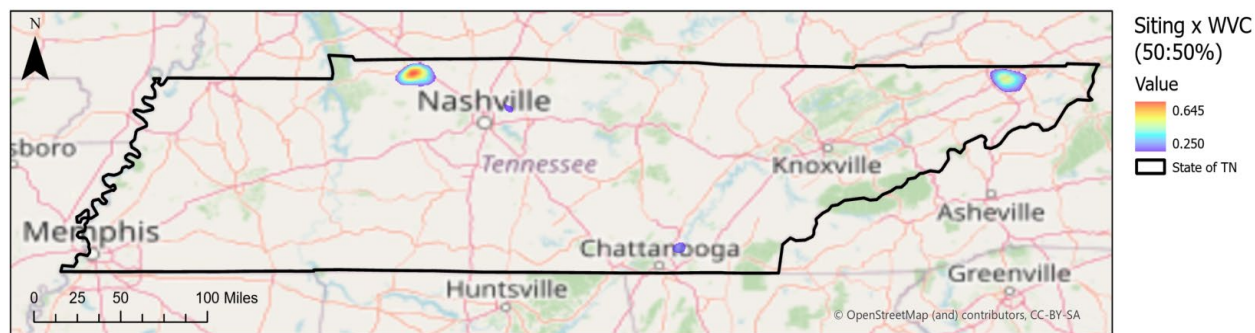 N
Nashville
sboro
Tennessee
Knoxville
Memphis
Asheville
Chattanooga
Greenville
Huntsville
0 25 50 100 Miles
© OpenStreetMap (and) contributors, CC-BY-SA
Siting x WVC
(50:50%)
Value
0.645
0.250
State of TN